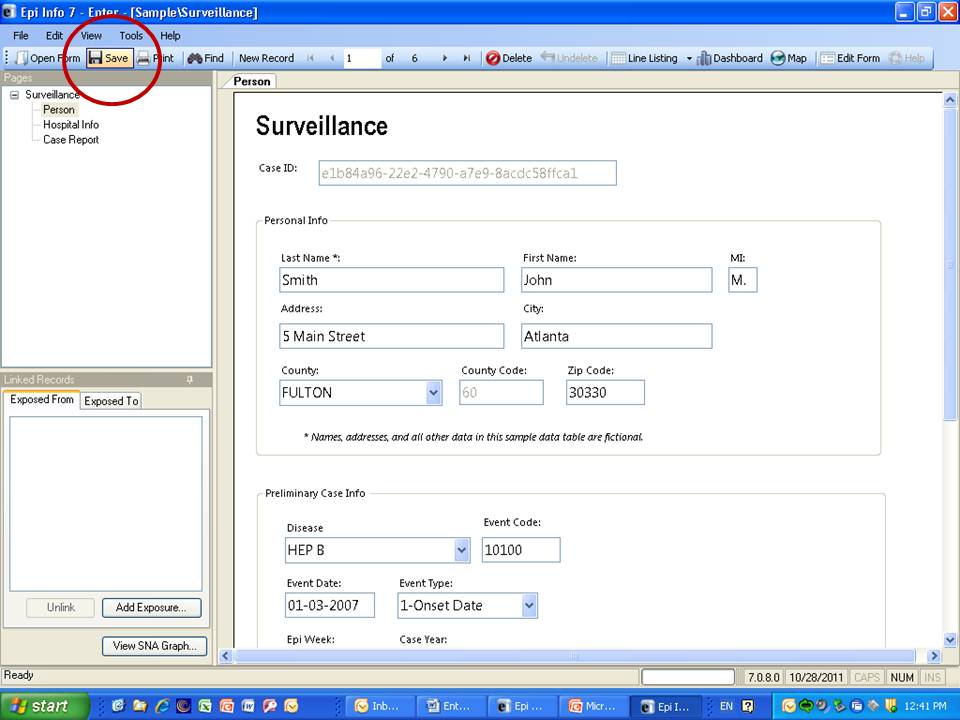 Epi Info 7 - Enter - [Sample\Surveillance]
File Edit View Tools Help
Open Form Save Print Find New Record 1 of 6 Delete Undelete Line Listing Dashboard Map Edit Form Help
Pages
Surveillance
Person
Hospital Info
Case Report
Linked Records
Exposed From Exposed To
Unlink Add Exposure...
View SNA Graph...
Person
Surveillance
Case ID: e1b84a96-22e2-4790-a7e9-8acdc58ffca1
Personal Info
Last Name *: First Name: MI:
Smith John M.
Address: City:
5 Main Street Atlanta
County: County Code: Zip Code:
FULTON 60 30330
* Names, addresses, and all other data in this sample data table are fictional.
Preliminary Case Info
Disease Event Code:
HEP B 10100
Event Date: Event Type:
01-03-2007 1-Onset Date
Epi Week: Case Year:
Ready 7.0.8.0 10/28/2011 CAPS NUM INS
start Inb... Ent... Epi ... Micr... Epi I... EN 12:41 PM